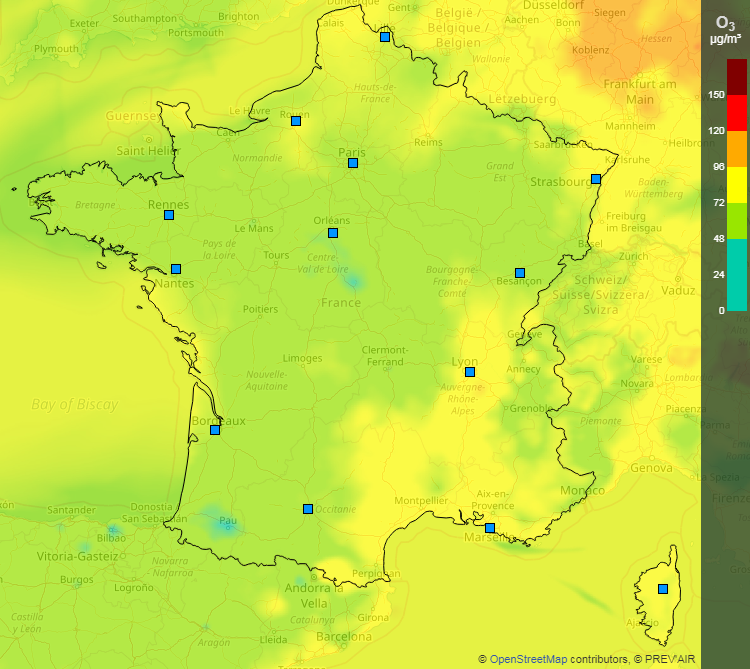 Exeter
Southampton
Brighton
Portsmouth
Plymouth
Dunkerque
Calais
Gent
België /
Belgique /
Belgien
Düsseldorf
Aachen
Bonn
Siegen
Koblenz
Hessen
Wallonie
Frankfurt am
Main
Lëtzebuerg
Mannheim
Heilbronn
Saarbrücken
Karlsruhe
Hauts-de-
France
Guernsey
Le Havre
Rouen
Caen
Saint Helier
Normandie
Paris
Reims
Grand
Est
Strasbourg
Baden-
Württemberg
Bretagne
Rennes
Le Mans
Orléans
Freiburg
im Breisgau
Basel
Zürich
Pays de
la Loire
Tours
Centre-
Val de Loire
Bourgogne-
Franche-
Comté
Besançon
Nantes
France
Schweiz/
Suisse/Svizzera/
Svizra
Vaduz
Poitiers
Genève
Limoges
Clermont-
Ferrand
Lyon
Annecy
Varese
Novara
Lombardia
Nouvelle-
Aquitaine
Auvergne-
Rhône-
Alpes
Grenoble
Bay of Biscay
Bordeaux
Piemonte
Piacenza
Parma
Genova
La Spezia
Firenze
Monaco
Santander
Donostia
San Sebastián
Bilbao
Pau
Occitanie
Montpellier
Aix-en-
Provence
Marseille
Vitoria-Gasteiz
Burgos
Logroño
Navarra
- Nafarroa
Perpignan
Andorra la
Vella
Girona
Castilla
y León
Aragón
Catalunya
Lleida
Barcelona
Tarragona
Ajaccio
O₃
µg/m³
150
120
96
72
48
24
0
© OpenStreetMap contributors, © PREV'AIR